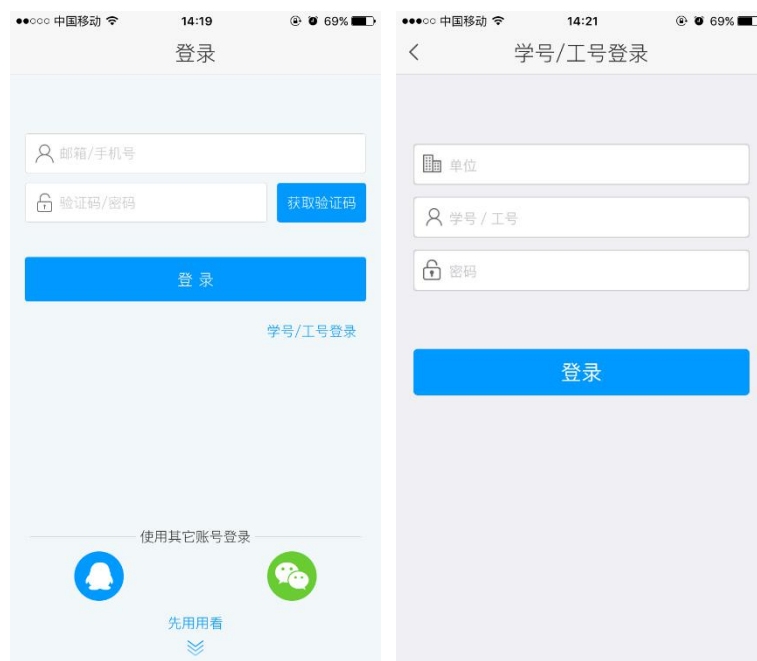 中国移动 14:19 69%
登录
邮箱/手机号
验证码/密码 获取验证码
登 录
学号/工号登录
使用其它账号登录
先用用看
中国移动 14:21 69%
学号/工号登录
单位
学号 / 工号
密码
登录